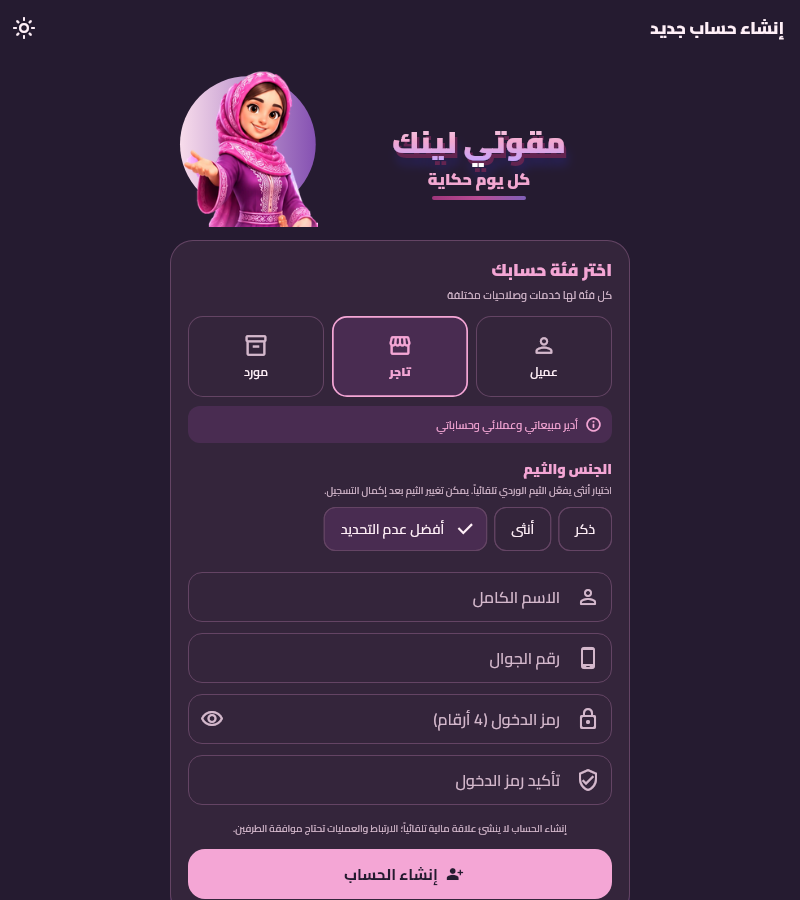 إنشاء حساب جديد
مقوتي لينك
كل يوم حكاية
اختر فئة حسابك
كل فئة لها خدمات وصلاحيات مختلفة
عميل
تاجر
مورد
أدير مبيعاتي وعملائي وحساباتي
الجنس والثيم
اختيار أنثى يفعّل الثيم الوردي تلقائياً. يمكن تغيير الثيم بعد إكمال التسجيل.
ذكر
أنثى
أفضل عدم التحديد
الاسم الكامل
رقم الجوال
رمز الدخول (4 أرقام)
تأكيد رمز الدخول
إنشاء الحساب لا ينشئ علاقة مالية تلقائياً؛ الارتباط والعمليات تحتاج موافقة الطرفين.
إنشاء الحساب